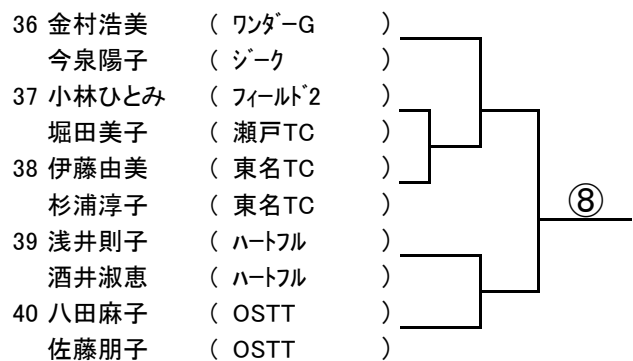 36 金村浩美 ( ワンダーG )
今泉陽子 ( ジーク )
37 小林ひとみ ( フィールド2 )
堀田美子 ( 瀬戸TC )
38 伊藤由美 ( 東名TC )
杉浦淳子 ( 東名TC )
⑧
39 浅井則子 ( ハートフル )
酒井淑恵 ( ハートフル )
40 八田麻子 ( OSTT )
佐藤朋子 ( OSTT )